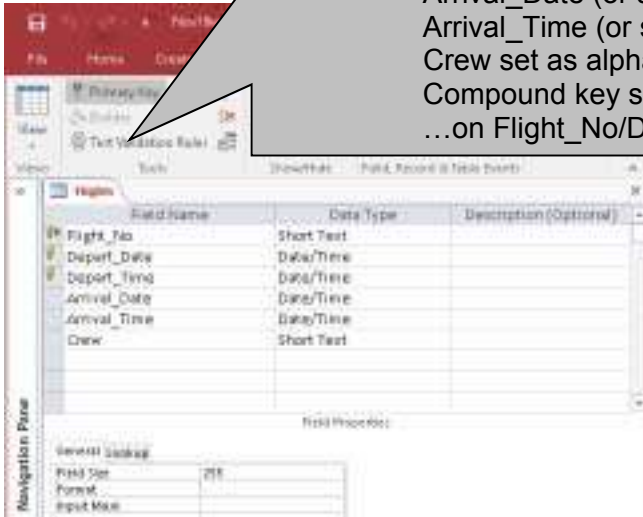 Arrival_Time (or
Crew set as alpha
Compound key s
…on Flight_No/D
File Home Creat
Primary Key
Builder
Test Validation Rules
Views Tools Show/Hide Field, Record & Table Events
Flights
Field Name Data Type Description (Optional)
Flight_No Short Text
Depart_Date Date/Time
Depart_Time Date/Time
Arrival_Date Date/Time
Arrival_Time Date/Time
Crew Short Text
Navigation Pane
Field Properties
General Lookup
Field Size 255
Format
Input Mask